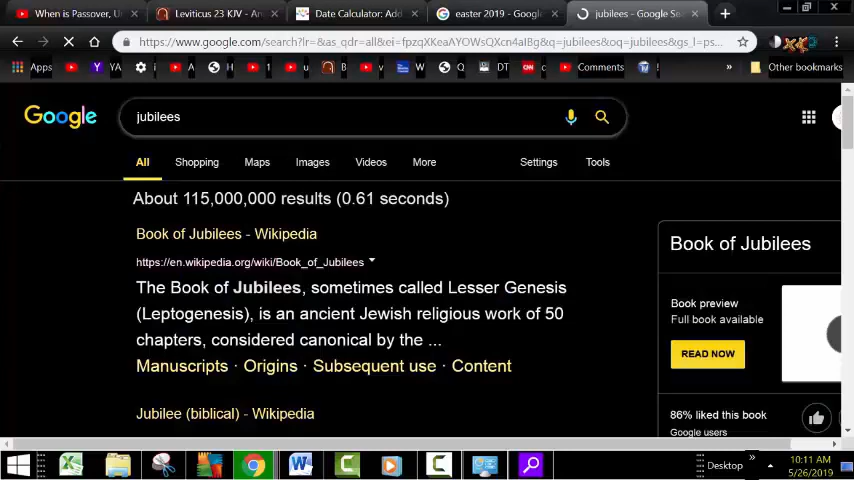 When is Passover, U
Leviticus 23 KJV - An
Date Calculator: Add
easter 2019 - Google
jubilees - Google Se
https://www.google.com/search?lr=&as_qdr=all&ei=fpzqXKeAYOWsQXcn4aIBg&q=jubilees&oq=jubilees&gs_l=ps...
Apps YA i A H 1 B v W Q DT c Comments ! » Other bookmarks
Google jubilees
All Shopping Maps Images Videos More Settings Tools
About 115,000,000 results (0.61 seconds)
Book of Jubilees - Wikipedia
https://en.wikipedia.org/wiki/Book_of_Jubilees
The Book of Jubilees, sometimes called Lesser Genesis
(Leptogenesis), is an ancient Jewish religious work of 50
chapters, considered canonical by the ...
Manuscripts · Origins · Subsequent use · Content
Jubilee (biblical) - Wikipedia
Book of Jubilees
Book preview
Full book available
READ NOW
86% liked this book
Google users
Desktop »
10:11 AM
5/26/2019